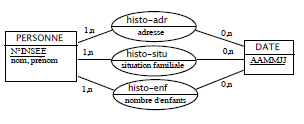 histo-adr
adresse
1,n
0,n
PERSONNE
N°INSEE
nom, prénom
1,n
histo-situ
situation familiale
0,n
DATE
AAMMJJ
1,n
histo-enf
nombre d'enfants
0,n